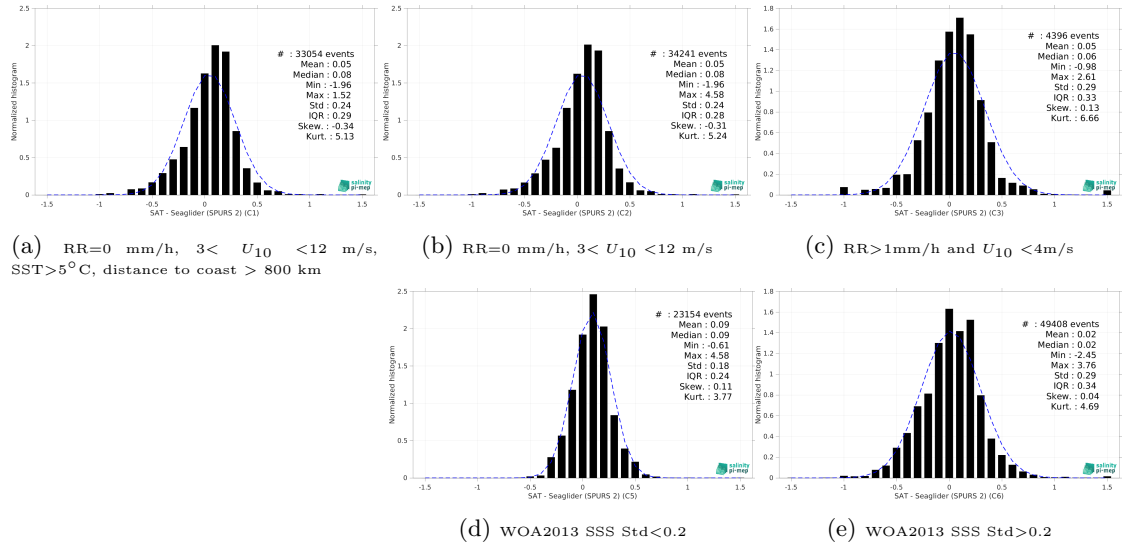 2.5
2
1.5
1
0.5
0
Normalized histogram
# : 33054 events
Mean : 0.05
Median : 0.08
Min : -1.96
Max : 1.52
Std : 0.24
IQR : 0.29
Skew. : -0.34
Kurt. : 5.13
salinity
pi-mep
-1.5 -1 -0.5 0 0.5 1 1.5
SAT - Seaglider (SPURS 2) (C1)
(a) RR=0 mm/h, 3< U10 <12 m/s,
SST>5°C, distance to coast > 800 km
2.5
2
1.5
1
0.5
0
Normalized histogram
# : 34241 events
Mean : 0.05
Median : 0.08
Min : -1.96
Max : 4.58
Std : 0.24
IQR : 0.28
Skew. : -0.31
Kurt. : 5.24
salinity
pi-mep
-1.5 -1 -0.5 0 0.5 1 1.5
SAT - Seaglider (SPURS 2) (C2)
(b) RR=0 mm/h, 3< U10 <12 m/s
1.8
1.6
1.4
1.2
1
0.8
0.6
0.4
0.2
0
Normalized histogram
# : 4396 events
Mean : 0.05
Median : 0.06
Min : -0.98
Max : 2.61
Std : 0.29
IQR : 0.33
Skew. : 0.13
Kurt. : 6.66
salinity
pi-mep
-1.5 -1 -0.5 0 0.5 1 1.5
SAT - Seaglider (SPURS 2) (C3)
(c) RR>1mm/h and U10 <4m/s
2.5
2
1.5
1
0.5
0
Normalized histogram
# : 23154 events
Mean : 0.09
Median : 0.09
Min : -0.61
Max : 4.58
Std : 0.18
IQR : 0.24
Skew. : 0.11
Kurt. : 3.77
salinity
pi-mep
-1.5 -1 -0.5 0 0.5 1 1.5
SAT - Seaglider (SPURS 2) (C5)
(d) WOA2013 SSS Std<0.2
1.8
1.6
1.4
1.2
1
0.8
0.6
0.4
0.2
0
Normalized histogram
# : 49408 events
Mean : 0.02
Median : 0.02
Min : -2.45
Max : 3.76
Std : 0.29
IQR : 0.34
Skew. : 0.04
Kurt. : 4.69
salinity
pi-mep
-1.5 -1 -0.5 0 0.5 1 1.5
SAT - Seaglider (SPURS 2) (C6)
(e) WOA2013 SSS Std>0.2